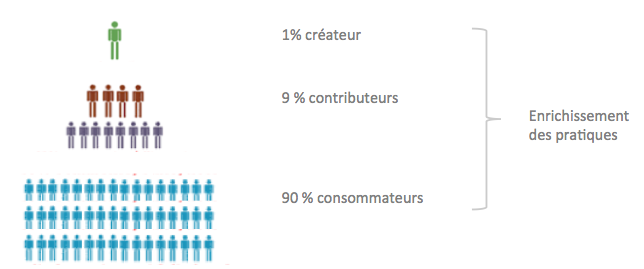 1% créateur
9 % contributeurs
Enrichissement
des pratiques
90 % consommateurs